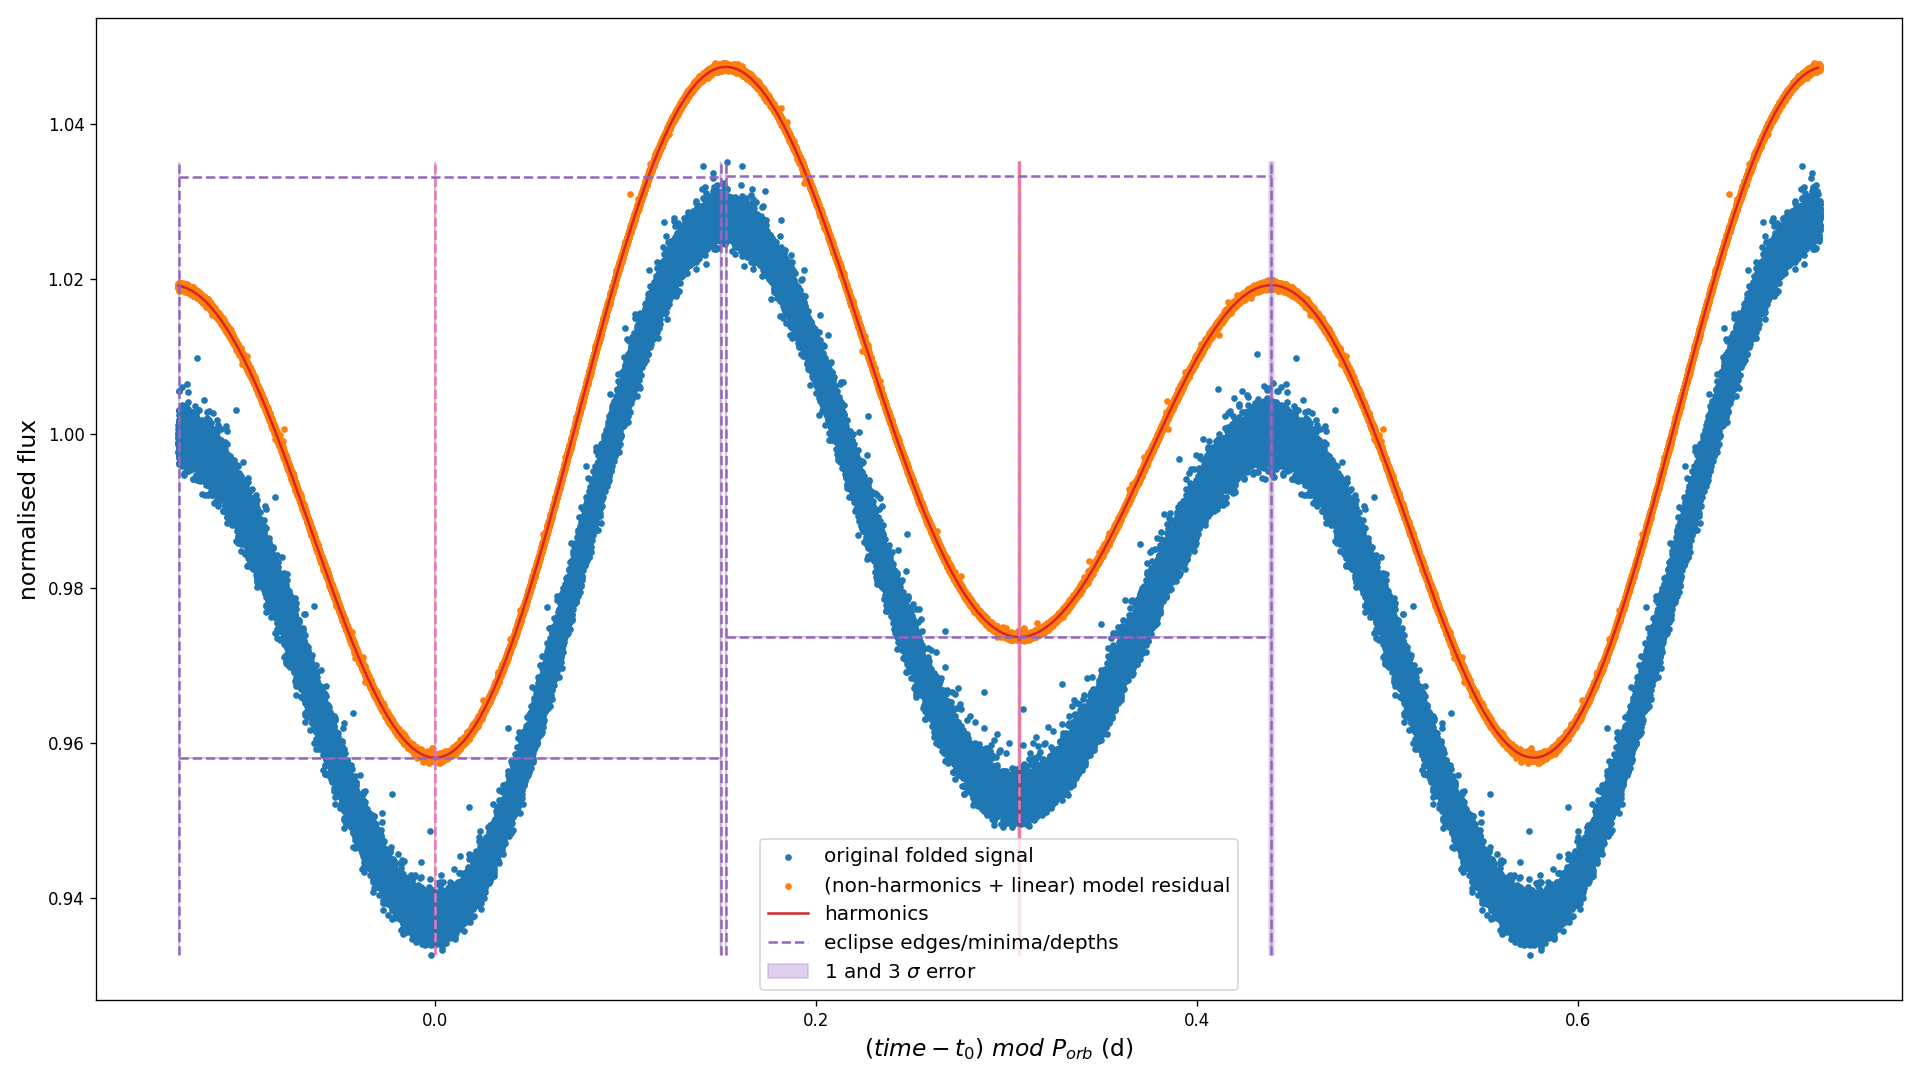 normalised flux
1.04
1.02
1.00
0.98
0.96
0.94
original folded signal
(non-harmonics + linear) model residual
harmonics
eclipse edges/minima/depths
1 and 3 σ error
0.0 0.2 0.4 0.6
(time − t₀) mod P_orb (d)